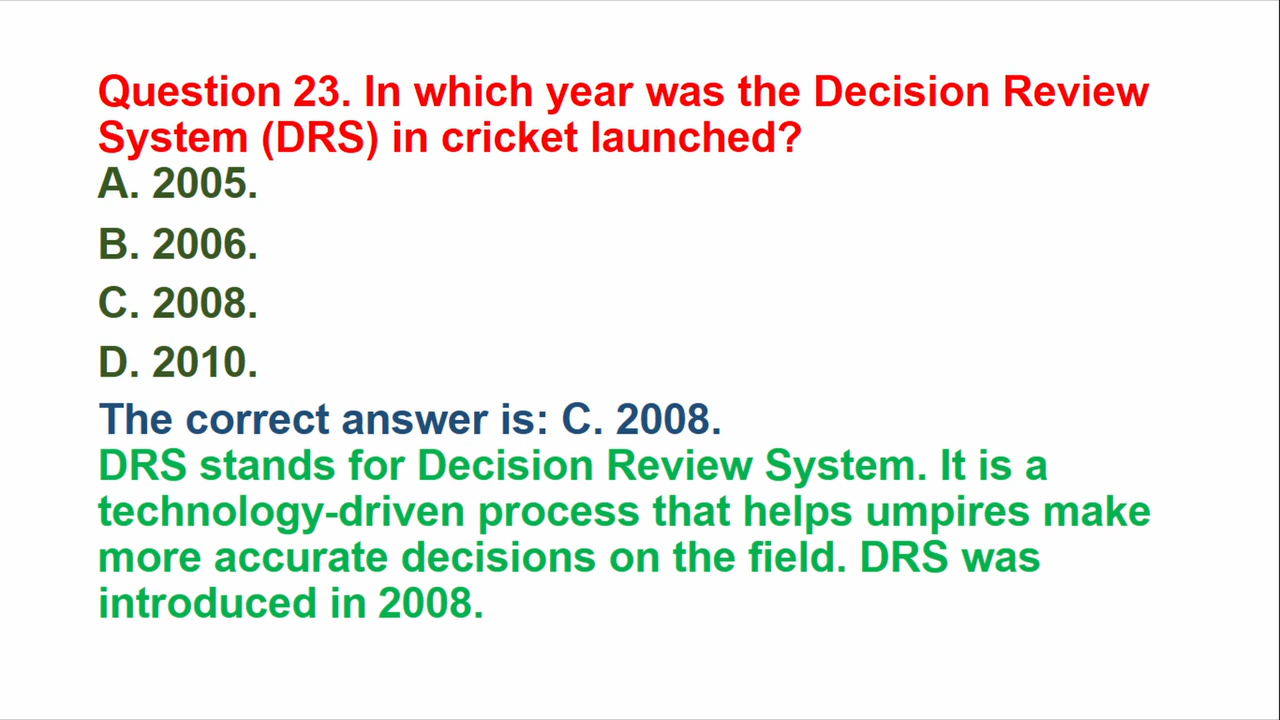 Question 23. In which year was the Decision Review
System (DRS) in cricket launched?
A. 2005.
B. 2006.
C. 2008.
D. 2010.
The correct answer is: C. 2008.
DRS stands for Decision Review System. It is a
technology-driven process that helps umpires make
more accurate decisions on the field. DRS was
introduced in 2008.